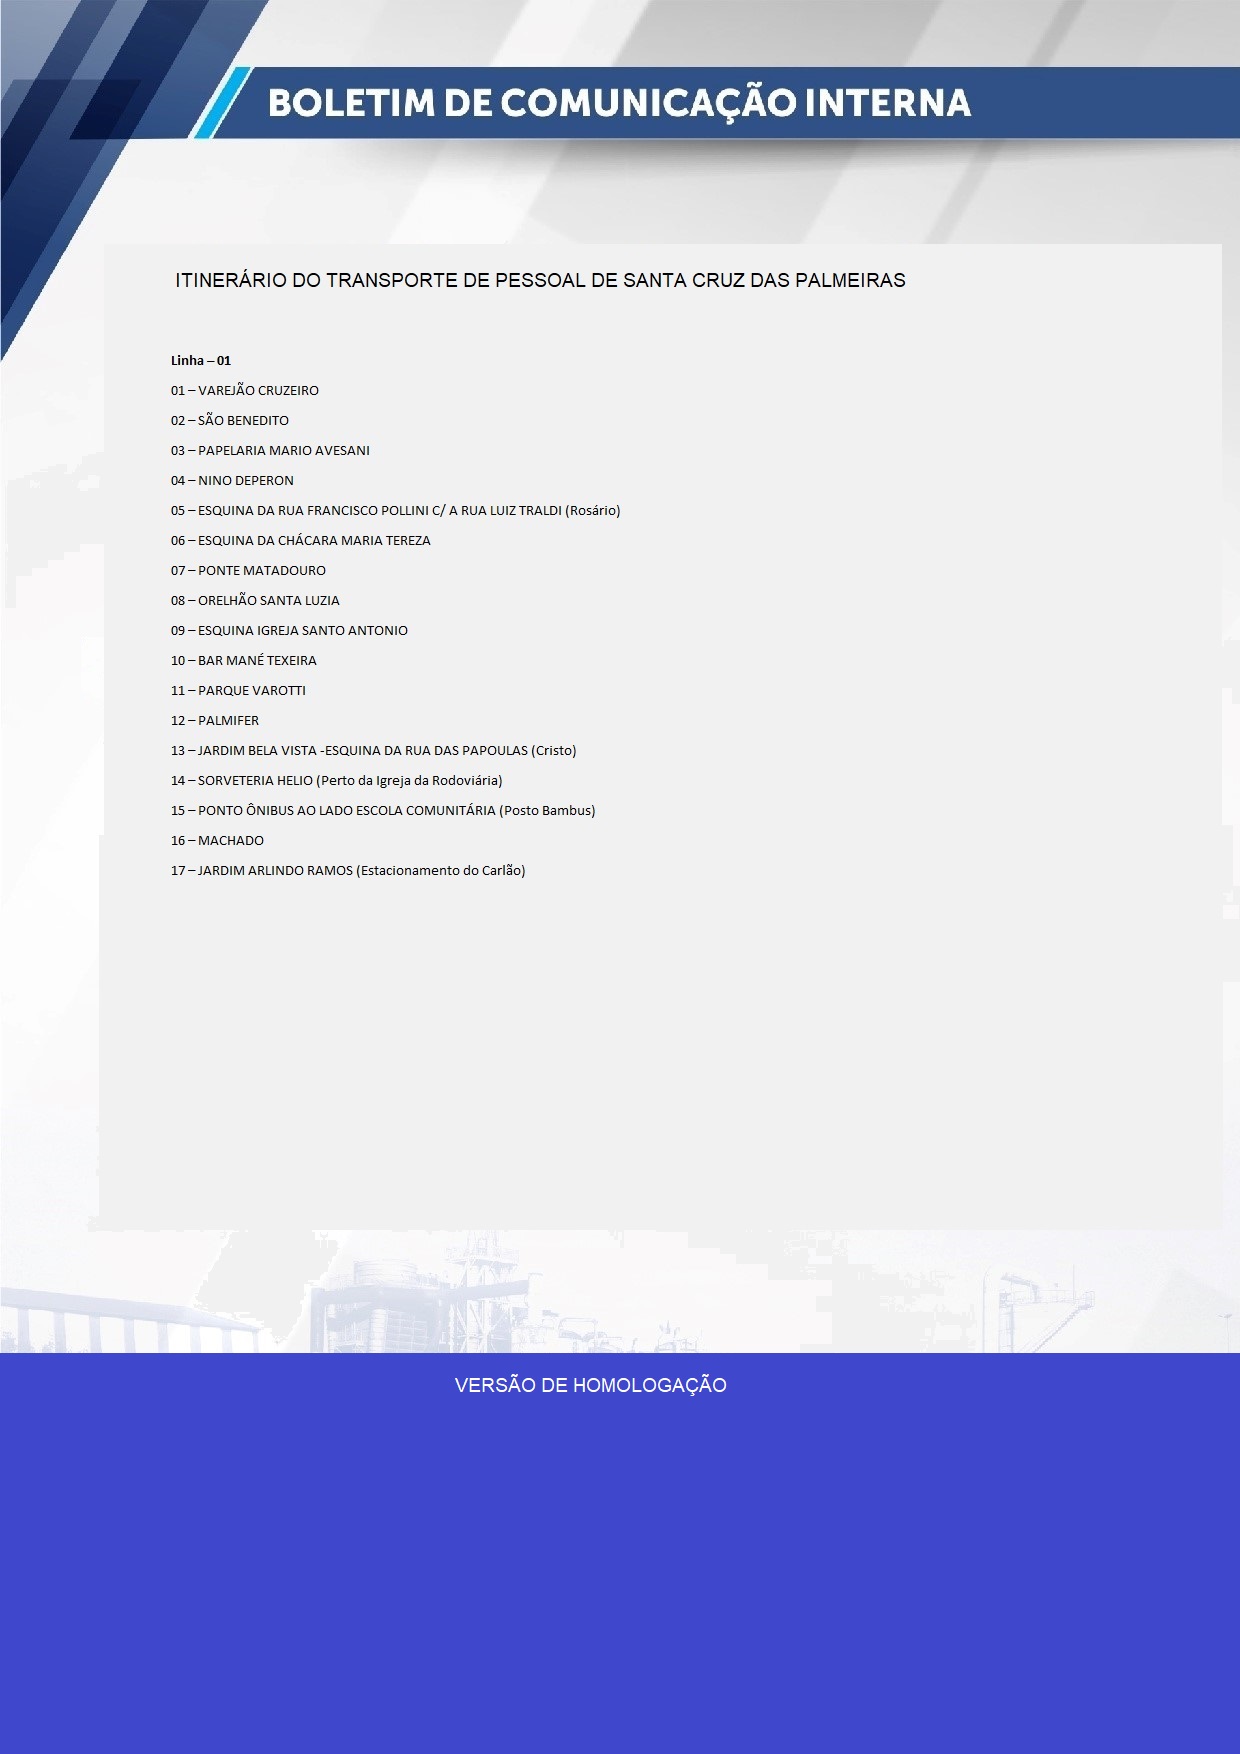 BOLETIM DE COMUNICAÇÃO INTERNA
ITINERÁRIO DO TRANSPORTE DE PESSOAL DE SANTA CRUZ DAS PALMEIRAS
Linha – 01
01 – VAREJÃO CRUZEIRO
02 – SÃO BENEDITO
03 – PAPELARIA MARIO AVESANI
04 – NINO DEPERON
05 – ESQUINA DA RUA FRANCISCO POLLINI C/ A RUA LUIZ TRALDI (Rosário)
06 – ESQUINA DA CHÁCARA MARIA TEREZA
07 – PONTE MATADOURO
08 – ORELHÃO SANTA LUZIA
09 – ESQUINA IGREJA SANTO ANTONIO
10 – BAR MANÉ TEXEIRA
11 – PARQUE VAROTTI
12 – PALMIFER
13 – JARDIM BELA VISTA -ESQUINA DA RUA DAS PAPOULAS (Cristo)
14 – SORVETERIA HELIO (Perto da Igreja da Rodoviária)
15 – PONTO ÔNIBUS AO LADO ESCOLA COMUNITÁRIA (Posto Bambus)
16 – MACHADO
17 – JARDIM ARLINDO RAMOS (Estacionamento do Carlão)
VERSÃO DE HOMOLOGAÇÃO